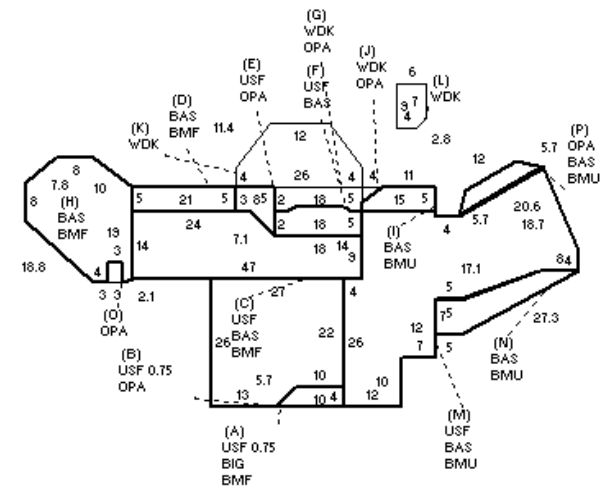 (G)
WDK
OPA
(J)
WDK
OPA
(E)
USF
OPA
(F)
USF
BAS
6
(L)
WDK
9 7
4
(D)
BAS
BMF
(K)
WDK
11.4
12
2.8
(P)
OPA
BAS
BMU
5.7
12
8
7.8
10
8
(H)
BAS
BMF
4
26
4
4
11
5
21
5
3
8
5
2
18
5
15
5
24
2
18
5
4
5.7
20.6
18.7
19
3
14
7.1
18
14
9
(I)
BAS
BMU
18.8
4
47
17.1
8
4
3
3
2.1
(O)
OPA
27
(C)
USF
BAS
BMF
4
5
7
5
12
7
5
27.3
(N)
BAS
BMU
26
22
26
(B)
USF 0.75
OPA
5.7
10
13
10
4
10
12
(M)
USF
BAS
BMU
(A)
USF 0.75
BIG
BMF